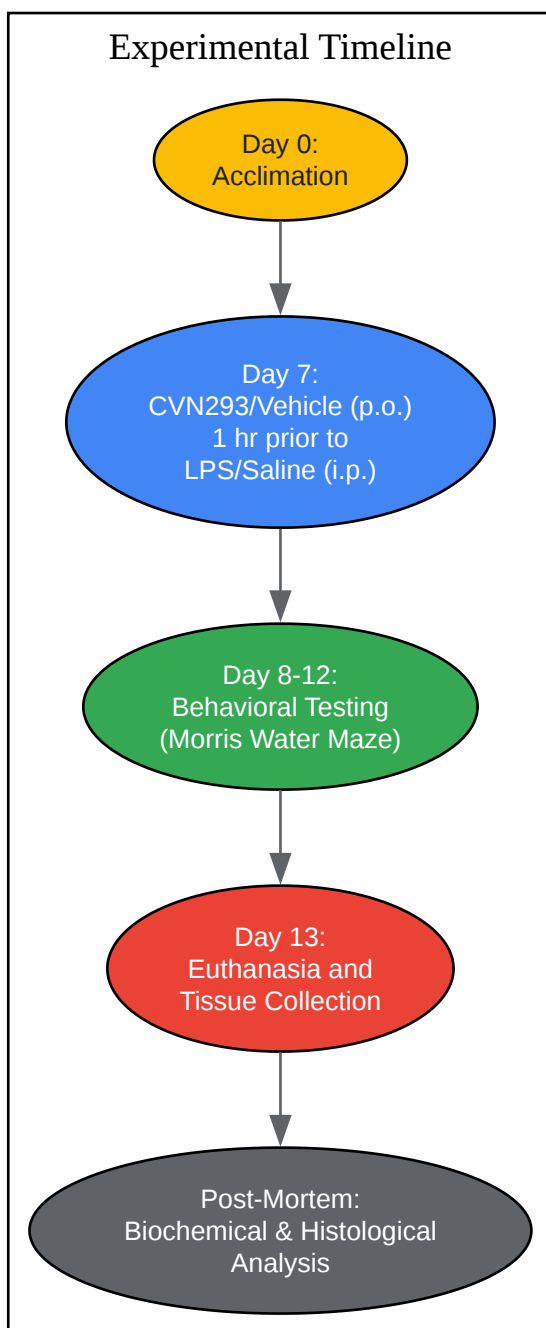 Experimental Timeline
Day 0:
Acclimation
Day 7:
CVN293/Vehicle (p.o.)
1 hr prior to
LPS/Saline (i.p.)
Day 8-12:
Behavioral Testing
(Morris Water Maze)
Day 13:
Euthanasia and
Tissue Collection
Post-Mortem:
Biochemical & Histological
Analysis